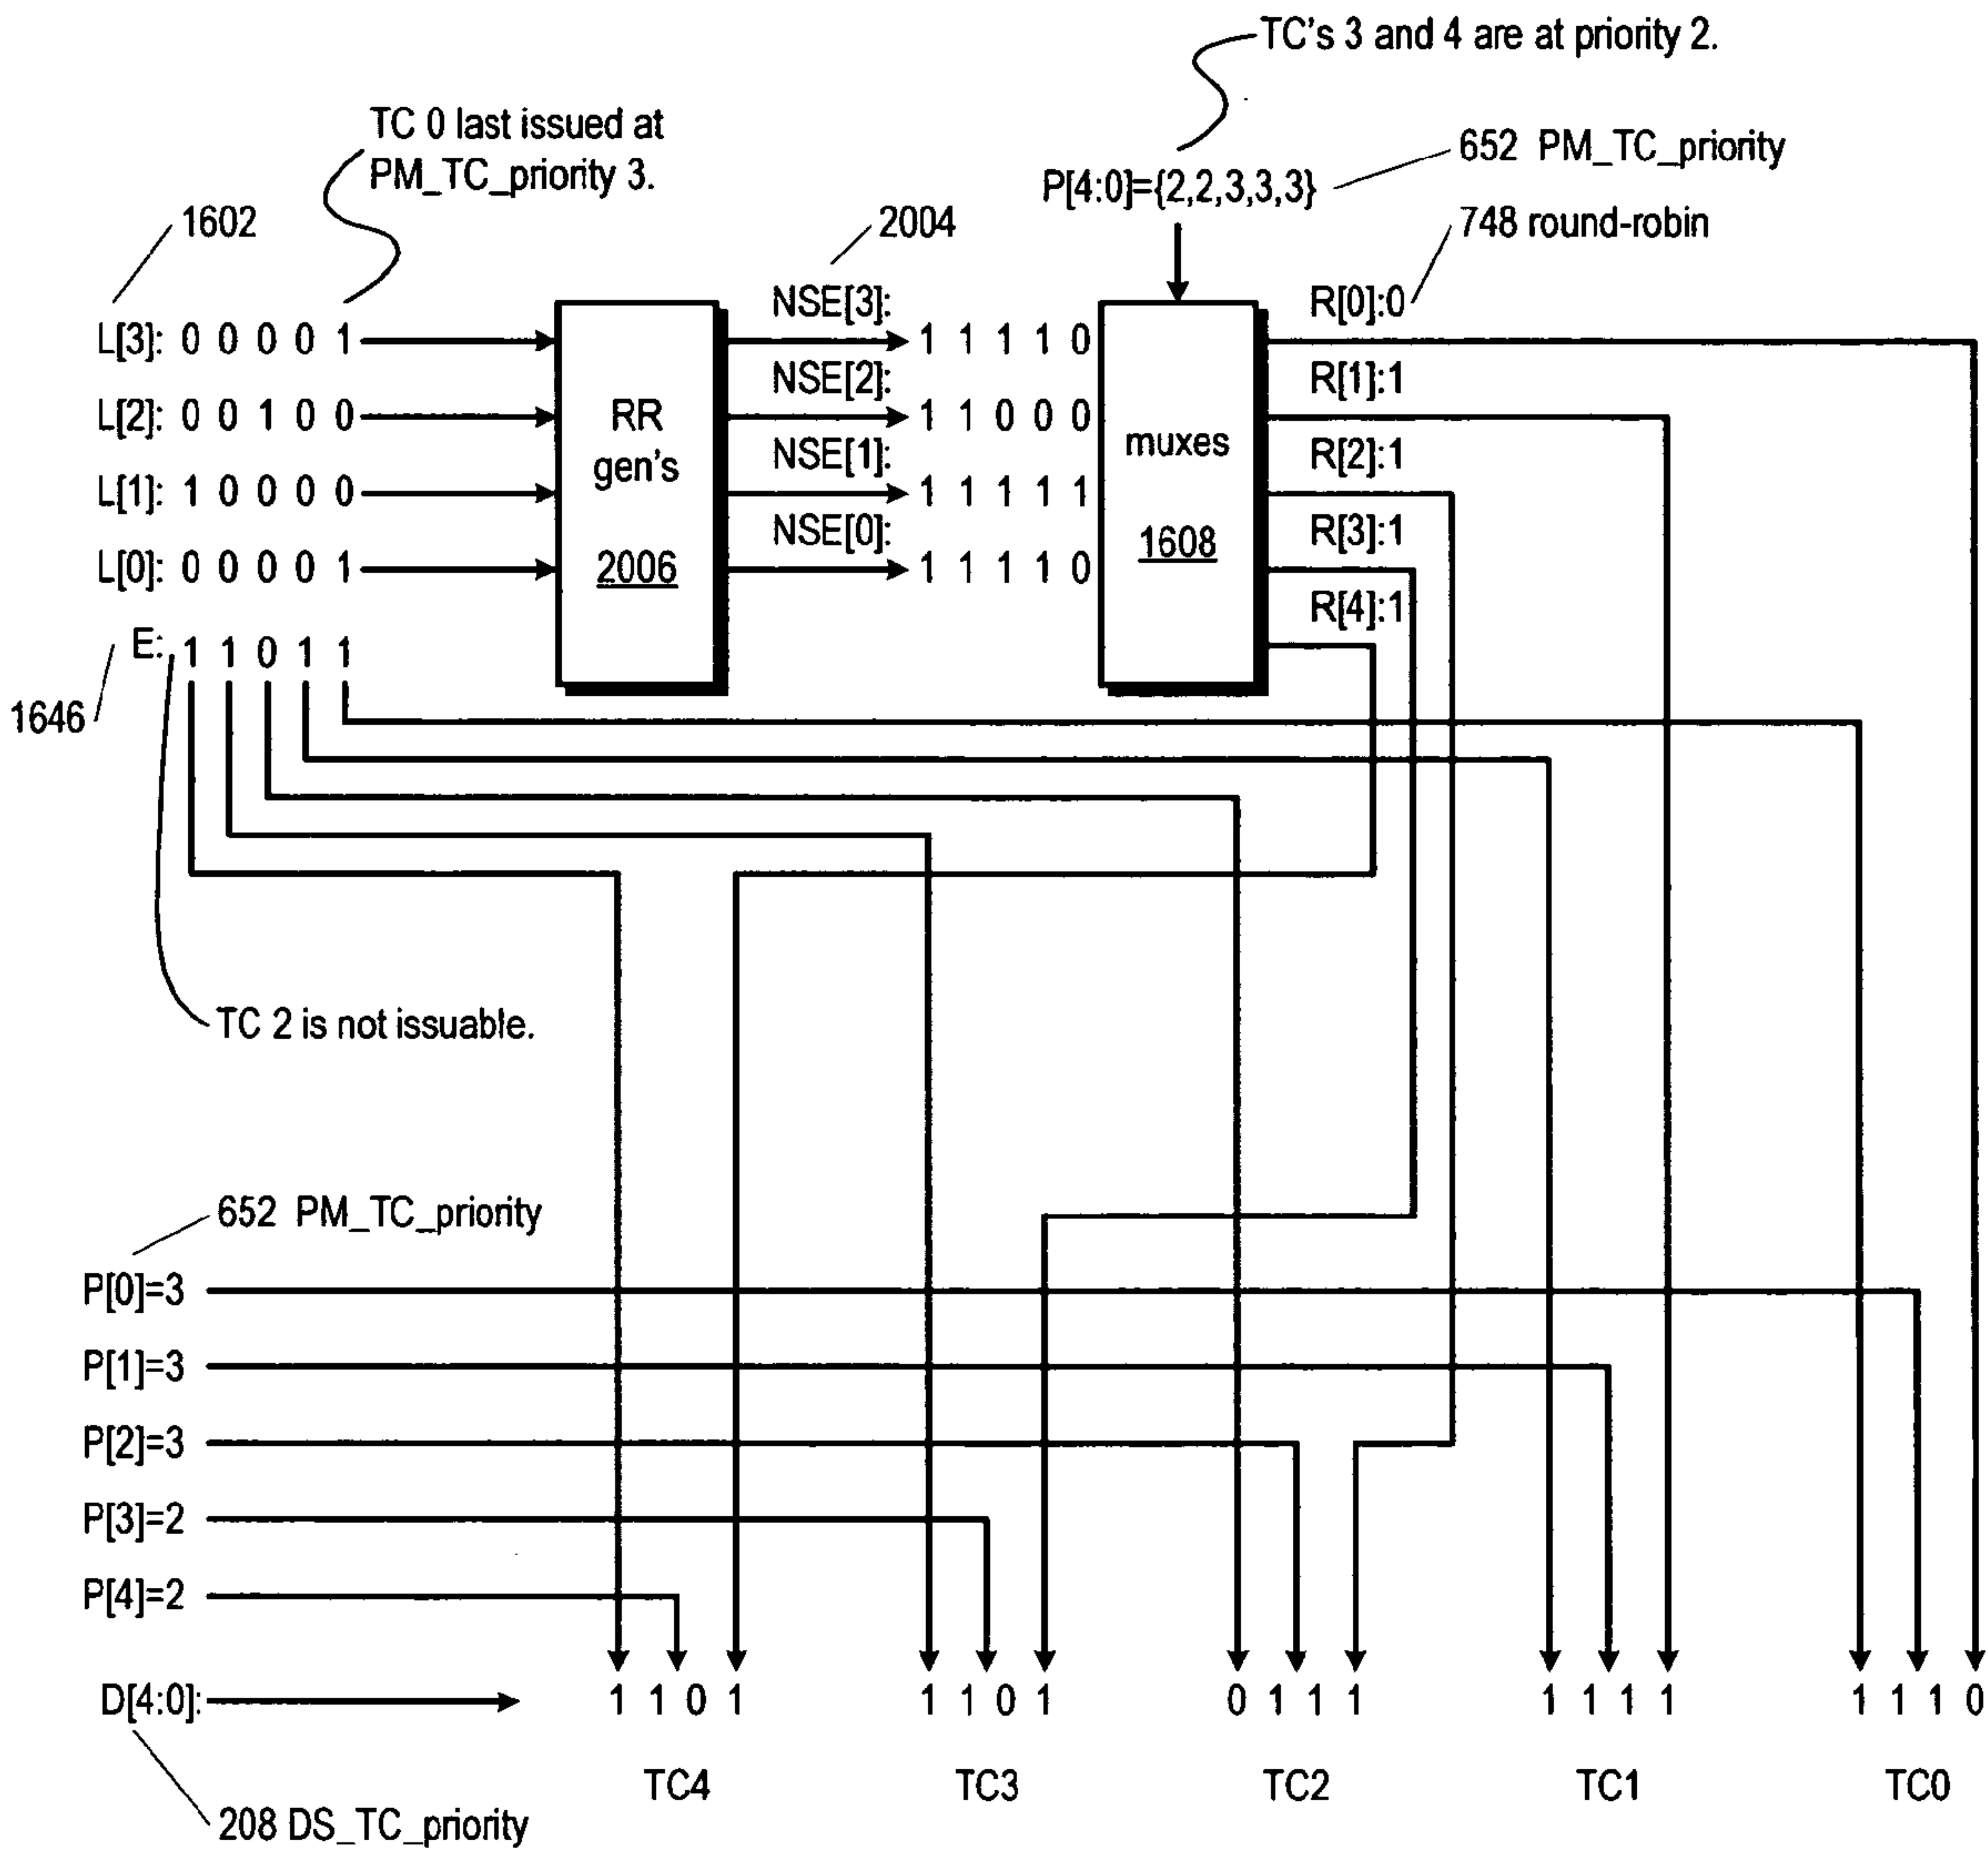 TC's 3 and 4 are at priority 2.
TC 0 last issued at
PM_TC_priority 3.
652 PM_TC_priority
P[4:0]={2,2,3,3,3}
1602
2004
748 round-robin
NSE[3]:
R[0]:0
L[3]: 0 0 0 0 1
1 1 1 1 0
NSE[2]:
R[1]:1
L[2]: 0 0 1 0 0
RR
gen's
2006
1 1 0 0 0
muxes
1608
NSE[1]:
R[2]:1
L[1]: 1 0 0 0 0
1 1 1 1 1
NSE[0]:
R[3]:1
L[0]: 0 0 0 0 1
1 1 1 1 0
R[4]:1
E: 1 1 0 1 1
1646
TC 2 is not issuable.
652 PM_TC_priority
P[0]=3
P[1]=3
P[2]=3
P[3]=2
P[4]=2
D[4:0]: 1 1 0 1 1 1 0 1 0 1 1 1 1 1 1 1 1 1 1 0
TC4 TC3 TC2 TC1 TC0
208 DS_TC_priority